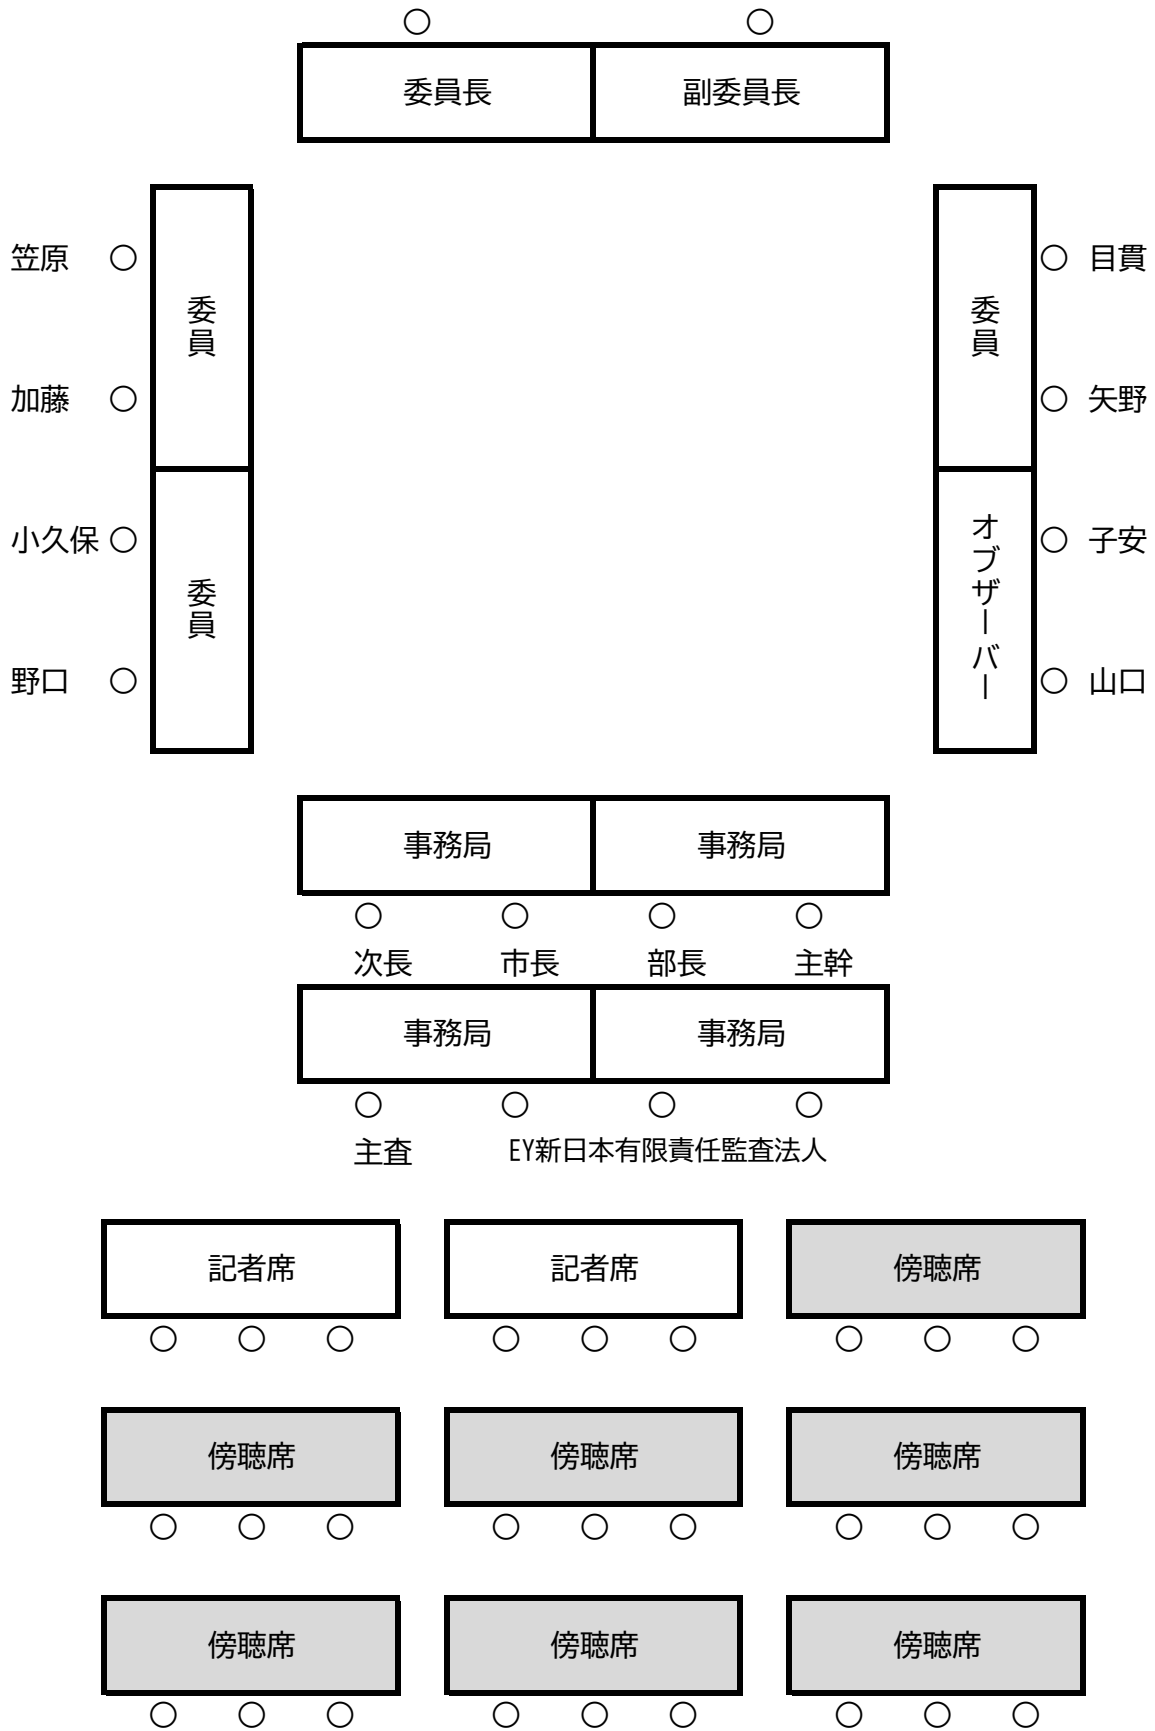 ○ ○
委員長 副委員長
笠原 ○ 委員 委員 ○ 目貫
加藤 ○ ○ 矢野
小久保 ○ 委員 オブザーバー ○ 子安
野口 ○ ○ 山口
事務局 事務局
○ ○ ○ ○
次長 市長 部長 主幹
事務局 事務局
○ ○ ○ ○
主査 EY新日本有限責任監査法人
記者席 記者席 傍聴席
○ ○ ○ ○ ○ ○ ○ ○ ○
傍聴席 傍聴席 傍聴席
○ ○ ○ ○ ○ ○ ○ ○ ○
傍聴席 傍聴席 傍聴席
○ ○ ○ ○ ○ ○ ○ ○ ○